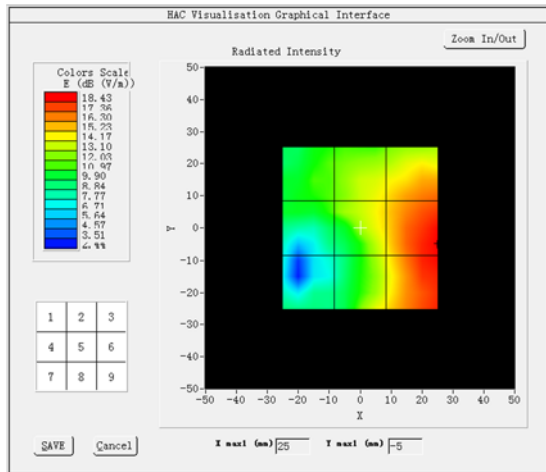 HAC Visualisation Graphical Interface
Zoom In/Out
Radiated Intensity
Colors Scale
E (dB (V/m))
18.43
17.36
16.30
15.23
14.17
13.10
12.03
10.97
9.90
8.84
7.77
6.71
5.64
4.57
3.51
50
40
30
20
10
0
-10
-20
-30
-40
-50
Y
-50 -40 -30 -20 -10 0 10 20 30 40 50
X
1 2 3
4 5 6
7 8 9
SAVE Cancel
X max1 (mm) 25 Y max1 (mm) -5